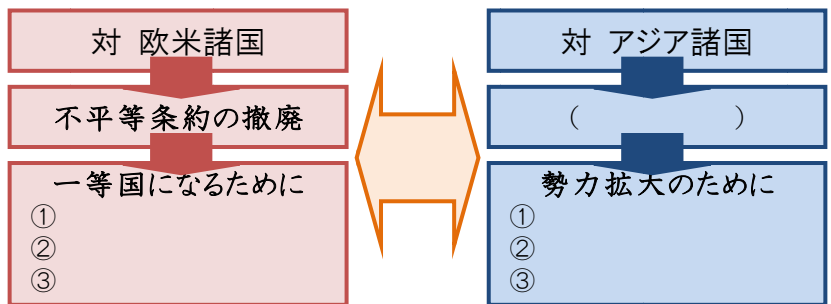 対 欧米諸国
不平等条約の撤廃
一等国になるために
①
②
③
対 アジア諸国
（　　　　　）
勢力拡大のために
①
②
③